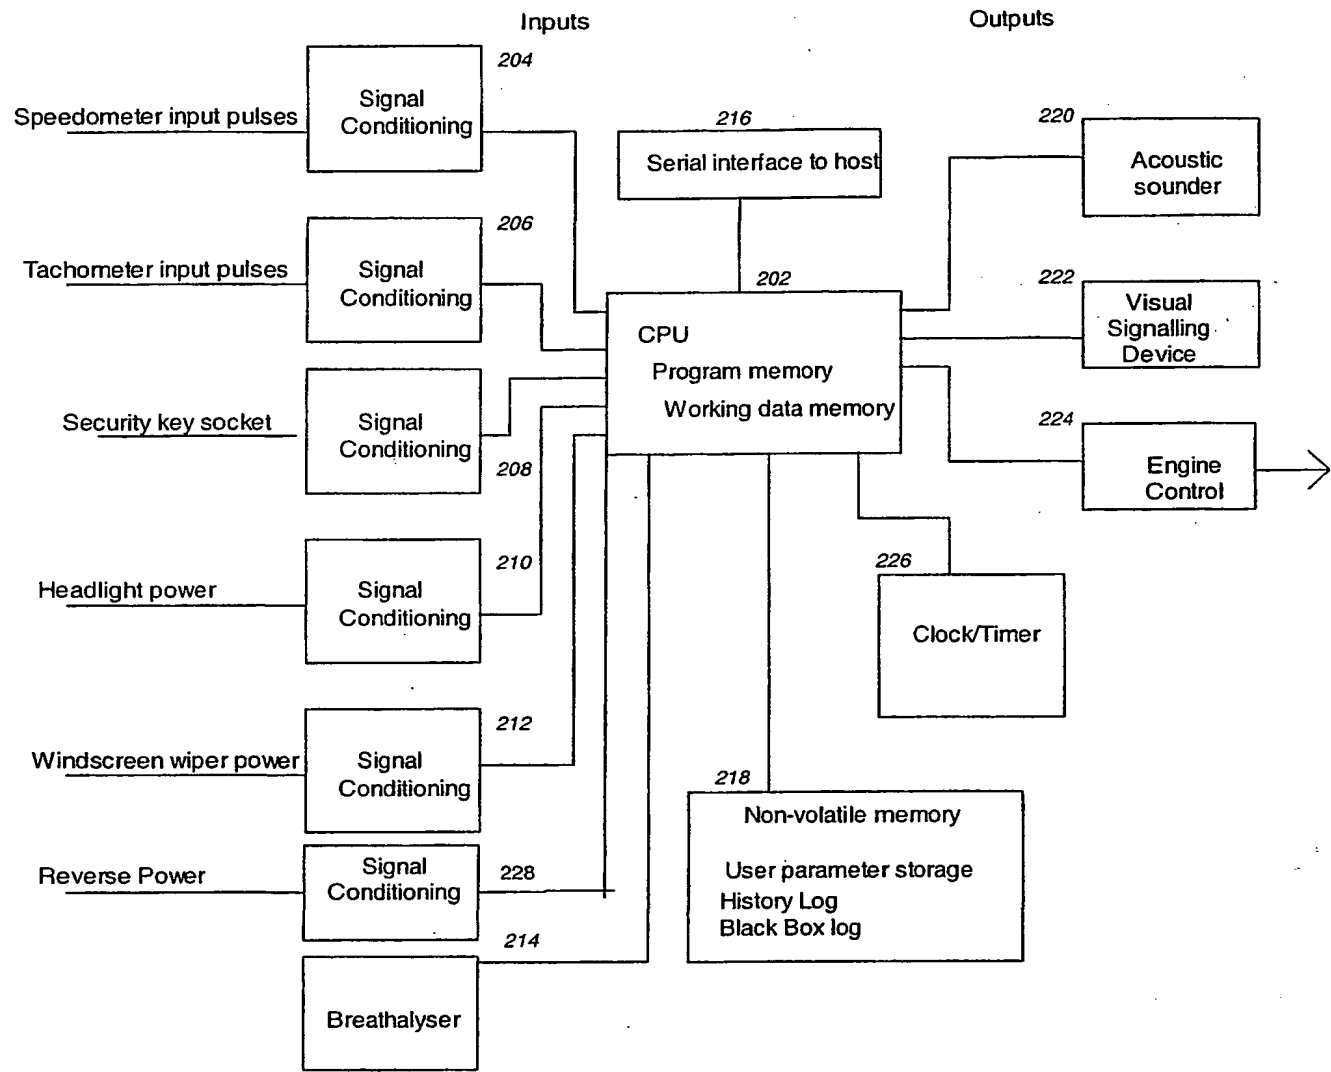 Inputs
Outputs
204
Signal
Conditioning
Speedometer input pulses
216
Serial interface to host
220
Acoustic
sounder
206
Tachometer input pulses
Signal
Conditioning
202
CPU
Program memory
Working data memory
222
Visual
Signalling
Device
Security key socket
Signal
Conditioning
208
224
Engine
Control
210
Headlight power
Signal
Conditioning
226
Clock/Timer
212
Windscreen wiper power
Signal
Conditioning
218
Non-volatile memory
User parameter storage
History Log
Black Box log
Reverse Power
Signal
Conditioning
228
214
Breathalyser